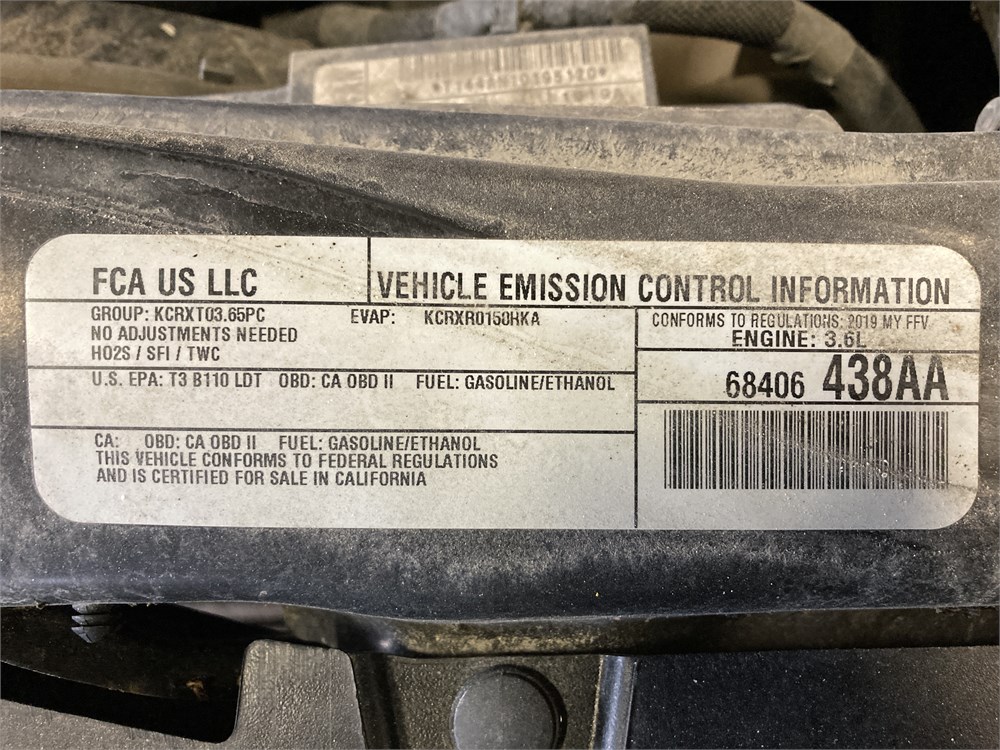 FCA US LLC
VEHICLE EMISSION CONTROL INFORMATION
GROUP: KCRXT03.65PC EVAP: KCRXR0150HKA
NO ADJUSTMENTS NEEDED
HO2S / SFI / TWC
CONFORMS TO REGULATIONS: 2019 MY FFV
ENGINE: 3.6L
U.S. EPA: T3 B110 LDT OBD: CA OBD II FUEL: GASOLINE/ETHANOL
68406 438AA
CA: OBD: CA OBD II FUEL: GASOLINE/ETHANOL
THIS VEHICLE CONFORMS TO FEDERAL REGULATIONS
AND IS CERTIFIED FOR SALE IN CALIFORNIA